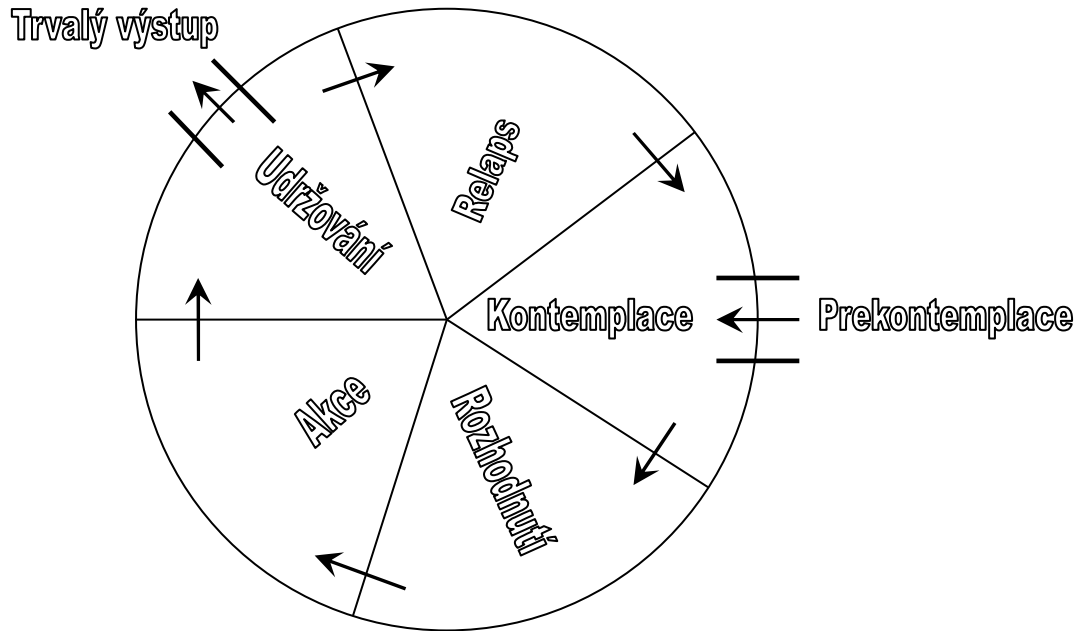 Trvalý výstup
Relaps
Udržování
Kontemplace
Prekontemplace
Akce
Rozhodnutí